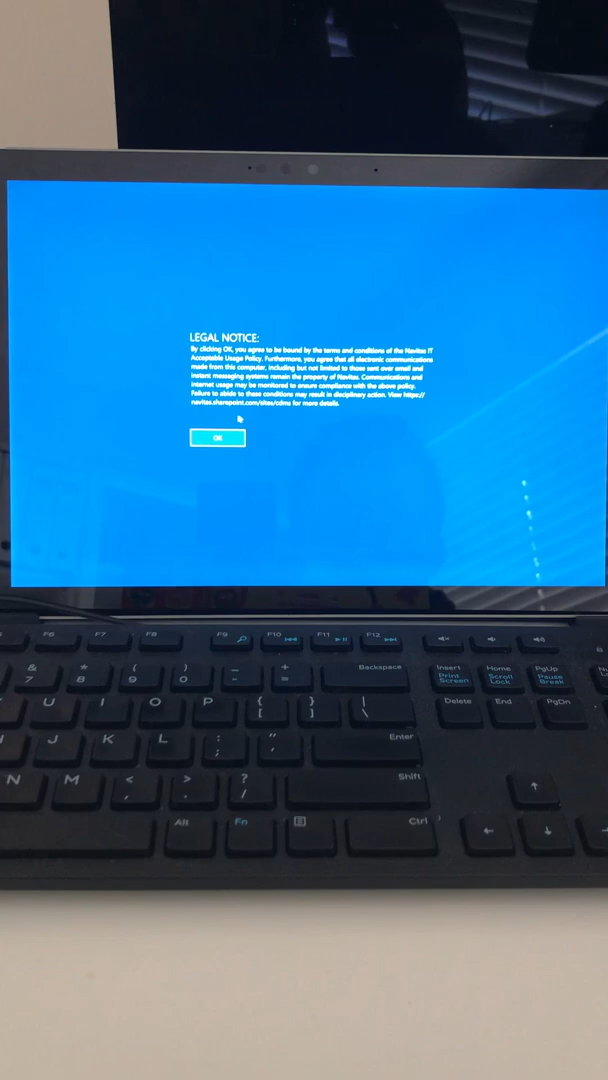 LEGAL NOTICE:
By clicking OK, you agree to be bound by the terms and conditions of the Navitas IT
Acceptable Usage Policy. Furthermore, you agree that all electronic communications
made from this computer, including but not limited to those sent over email and
instant messaging systems remain the property of Navitas. Communications and
internet usage may be monitored to ensure compliance with the above policy.
Failure to abide to these conditions may result in disciplinary action. View https://
navitas.sharepoint.com/sites/cdms for more details.
OK
F6 F7 F8 F9 F10 F11 F12
& * ( ) _ + Backspace Insert Home PgUp
7 8 9 0 - = Print Screen Scroll Lock Pause Break
U I O P { } | Delete End PgDn
[ ] \
J K L : " Enter
; '
N M < > ? Shift ↑
, . /
Alt Fn Ctrl ← ↓ →